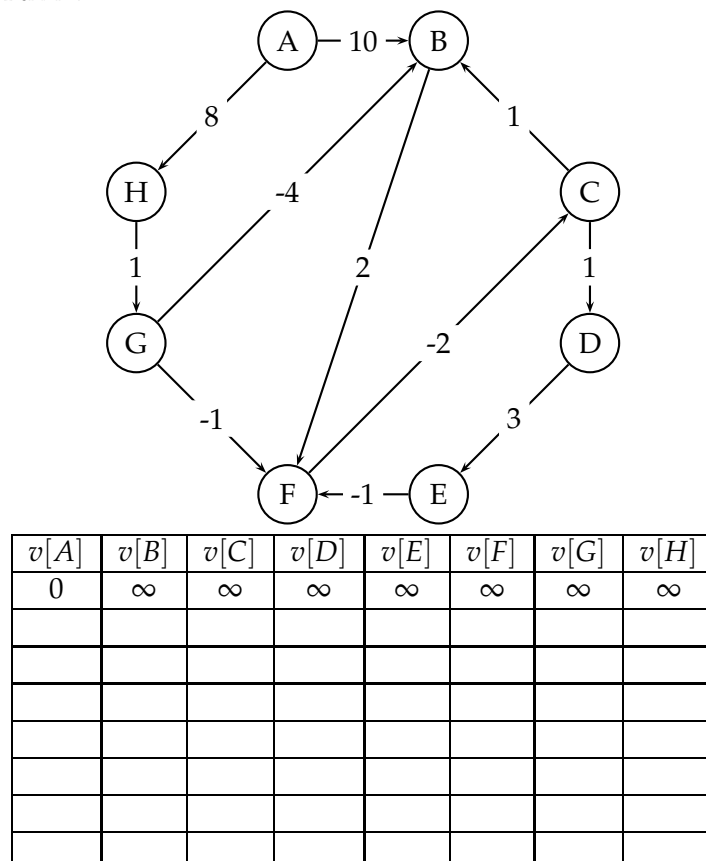 A 10 B
8 1
H -4 C
1 2 1
G -2 D
-1 3
F -1 E
v[A] v[B] v[C] v[D] v[E] v[F] v[G] v[H]
0 ∞ ∞ ∞ ∞ ∞ ∞ ∞